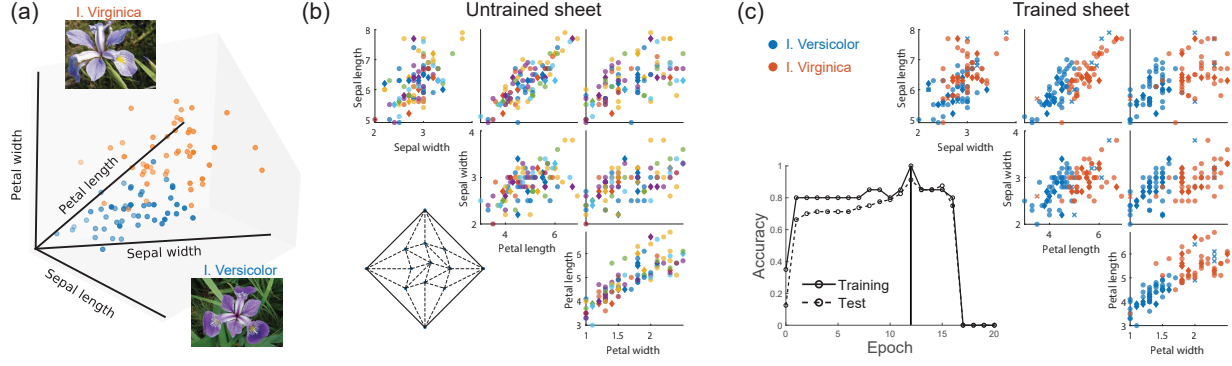 (a)
I. Virginica
Petal width
Petal length
Sepal width
Sepal length
I. Versicolor
(b)
Untrained sheet
Sepal length
8
7
6
5
2
3
4
Sepal width
Sepal width
4
3
2
4
6
Petal length
Petal length
6
5
4
3
1
1.5
2
Petal width
(c)
Trained sheet
I. Versicolor
I. Virginica
Sepal length
8
7
6
5
2
3
4
Sepal width
Sepal width
4
3
2
4
6
Petal length
Petal length
6
5
4
3
1
1.5
2
Petal width
Accuracy
1
0.8
0.6
0.4
0.2
0
Training
Test
0
5
10
15
20
Epoch